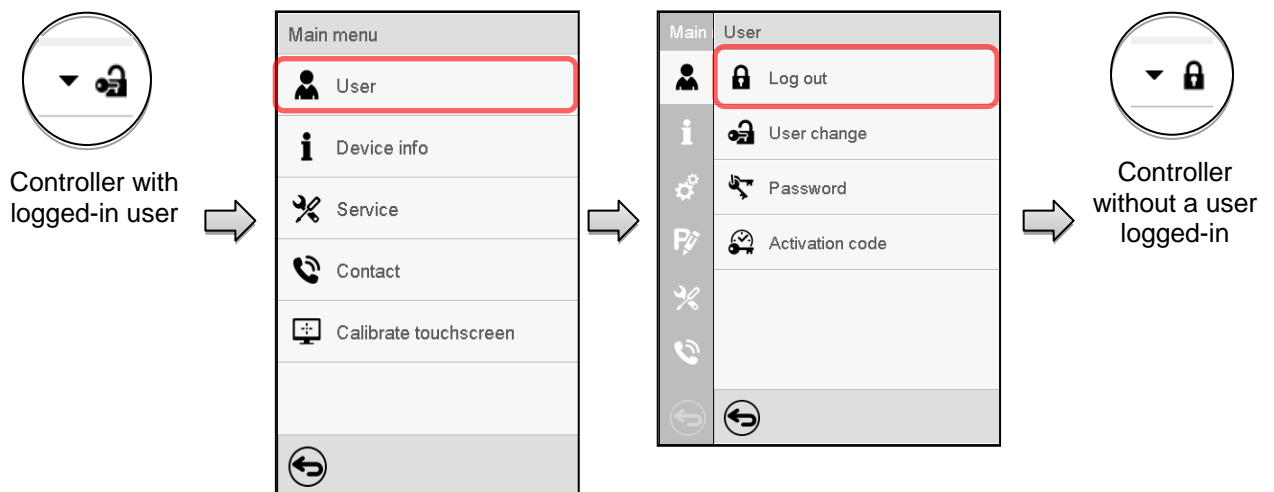 Controller with
logged-in user
Main menu
User
Device info
Service
Contact
Calibrate touchscreen
Main
User
Log out
User change
Password
Activation code
Controller
without a user
logged-in